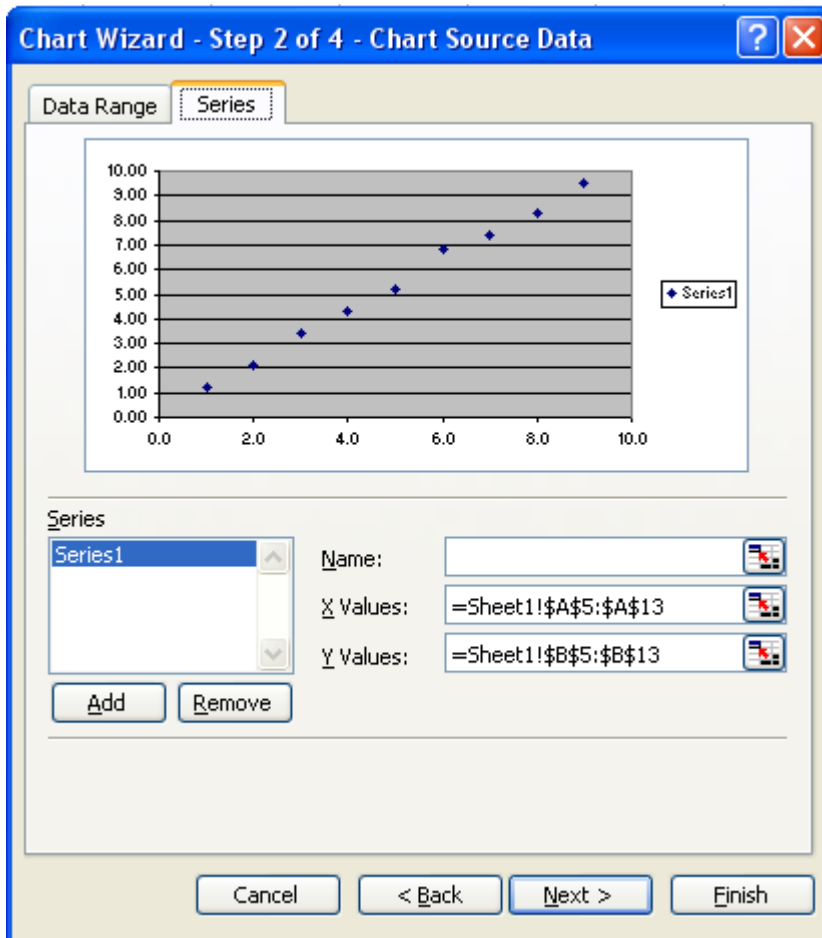 Chart Wizard - Step 2 of 4 - Chart Source Data
Data Range Series
10.00
9.00
8.00
7.00
6.00
5.00
4.00
3.00
2.00
1.00
0.00
0.0 2.0 4.0 6.0 8.0 10.0
Series1
Series
Series1
Name:
X Values: =Sheet1!$A$5:$A$13
Y Values: =Sheet1!$B$5:$B$13
Add Remove
Cancel < Back Next > Finish